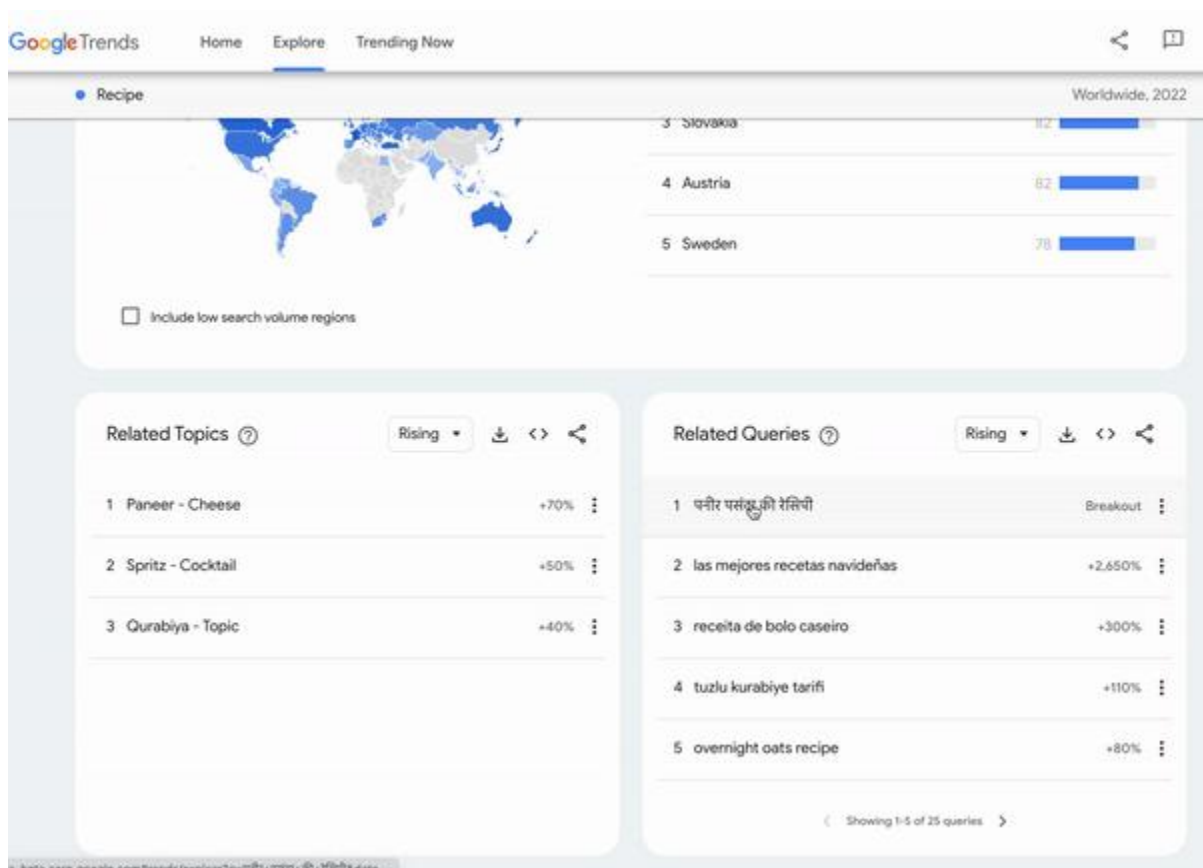 Google Trends Home Explore Trending Now
Recipe Worldwide, 2022
3 Slovakia 82
4 Austria 82
5 Sweden 78
Include low search volume regions
Related Topics Rising
1 Paneer - Cheese +70%
2 Spritz - Cocktail +50%
3 Qurabiya - Topic +40%
Related Queries Rising
1 पनीर की रेसिपी Breakout
2 las mejores recetas navideñas +2,650%
3 receita de bolo caseiro +300%
4 tuzlu kurabiye tarifi +110%
5 overnight oats recipe +80%
Showing 1-5 of 25 queries